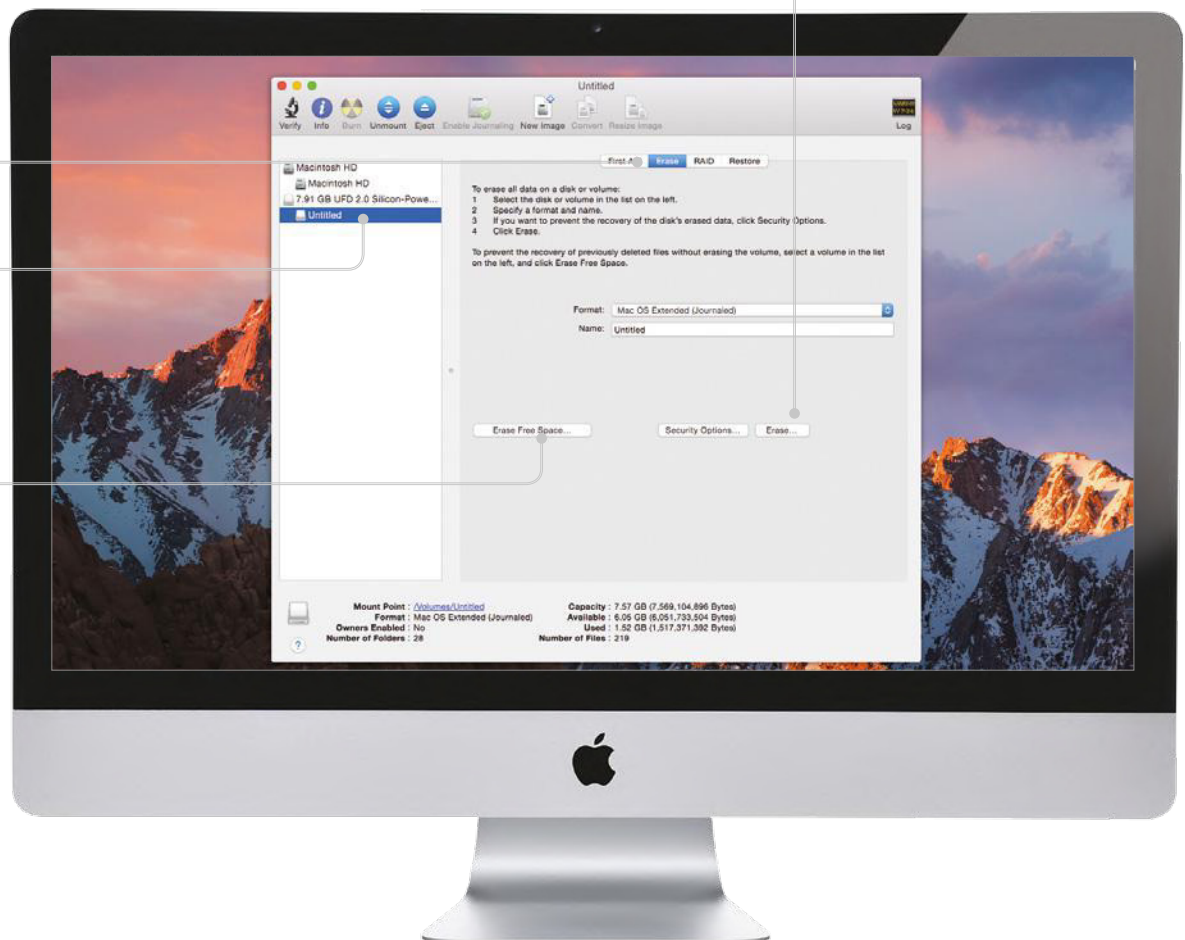 Untitled
Verify Info Burn Unmount Eject Enable Journaling New Image Convert Resize Image Log
First A
Erase RAID Restore
Macintosh HD
Macintosh HD
7.91 GB UFD 2.0 Silicon-Powe...
Untitled
To erase all data on a disk or volume:
1 Select the disk or volume in the list on the left.
2 Specify a format and name.
3 If you want to prevent the recovery of the disk's erased data, click Security Options.
4 Click Erase.
To prevent the recovery of previously deleted files without erasing the volume, select a volume in the list
on the left, and click Erase Free Space.
Format: Mac OS Extended (Journaled)
Name: Untitled
Erase Free Space... Security Options... Erase...
Mount Point : /Volumes/Untitled
Format : Mac OS Extended (Journaled)
Owners Enabled : No
Number of Folders : 28
Capacity : 7.57 GB (7,569,104,896 Bytes)
Available : 6.05 GB (6,051,733,504 Bytes)
Used : 1.52 GB (1,517,371,392 Bytes)
Number of Files : 219
?